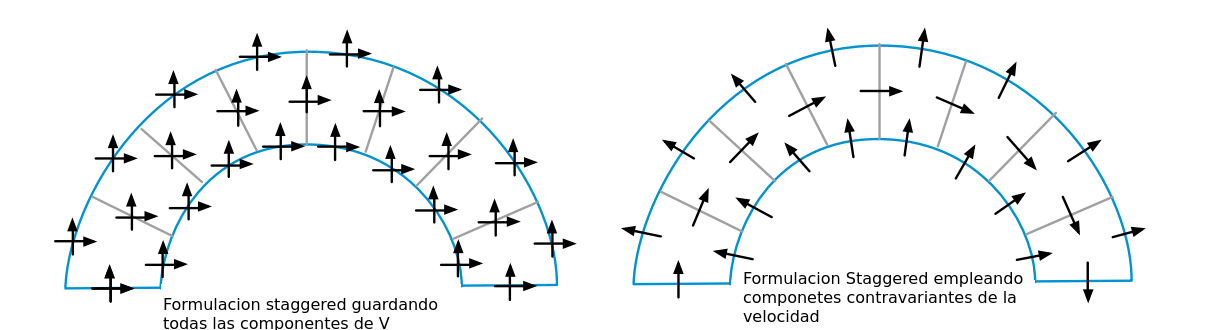 Formulacion staggered guardando
todas las componentes de V
Formulacion Staggered empleando
componetes contravariantes de la
velocidad